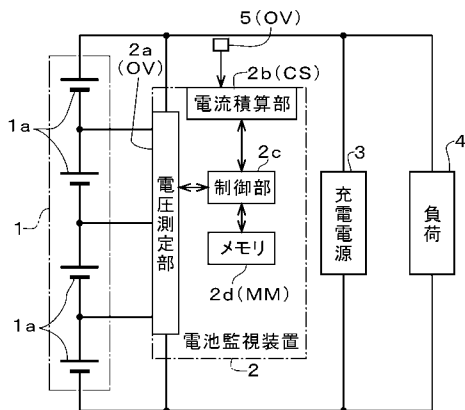 5(OV)
2a
(OV)
2b(CS)
電流積算部
1a
2c
3
4
制御部
電圧測定部
充電電源
負荷
1
メモリ
1a
2d(MM)
電池監視装置
2